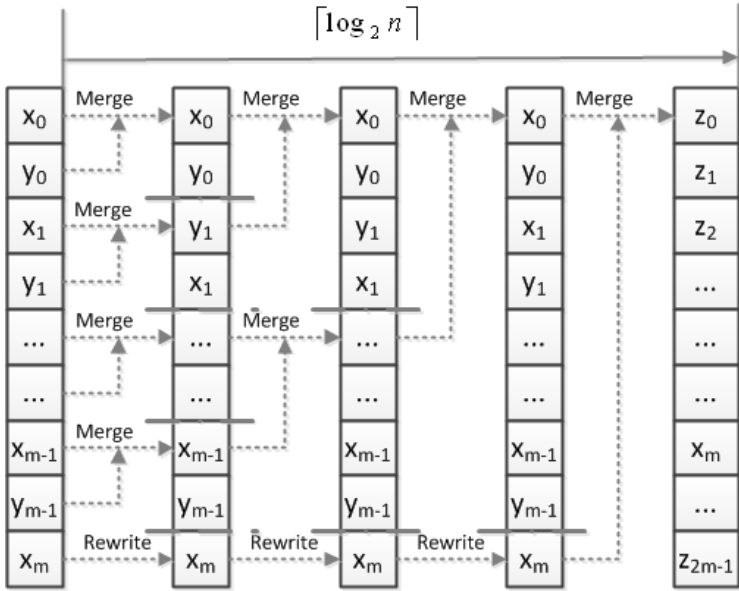 ⌈log₂ n⌉
Merge Merge Merge Merge
x₀ x₀ x₀ x₀ z₀
y₀ y₀ y₀ y₀ z₁
Merge
x₁ y₁ y₁ x₁ z₂
y₁ x₁ x₁ y₁ ...
Merge Merge
... ... ... ... ...
... ... ... ... ...
Merge
xₘ₋₁ xₘ₋₁ xₘ₋₁ xₘ₋₁ xₘ
yₘ₋₁ yₘ₋₁ yₘ₋₁ yₘ₋₁ ...
Rewrite Rewrite Rewrite
xₘ xₘ xₘ xₘ z₂ₘ₋₁